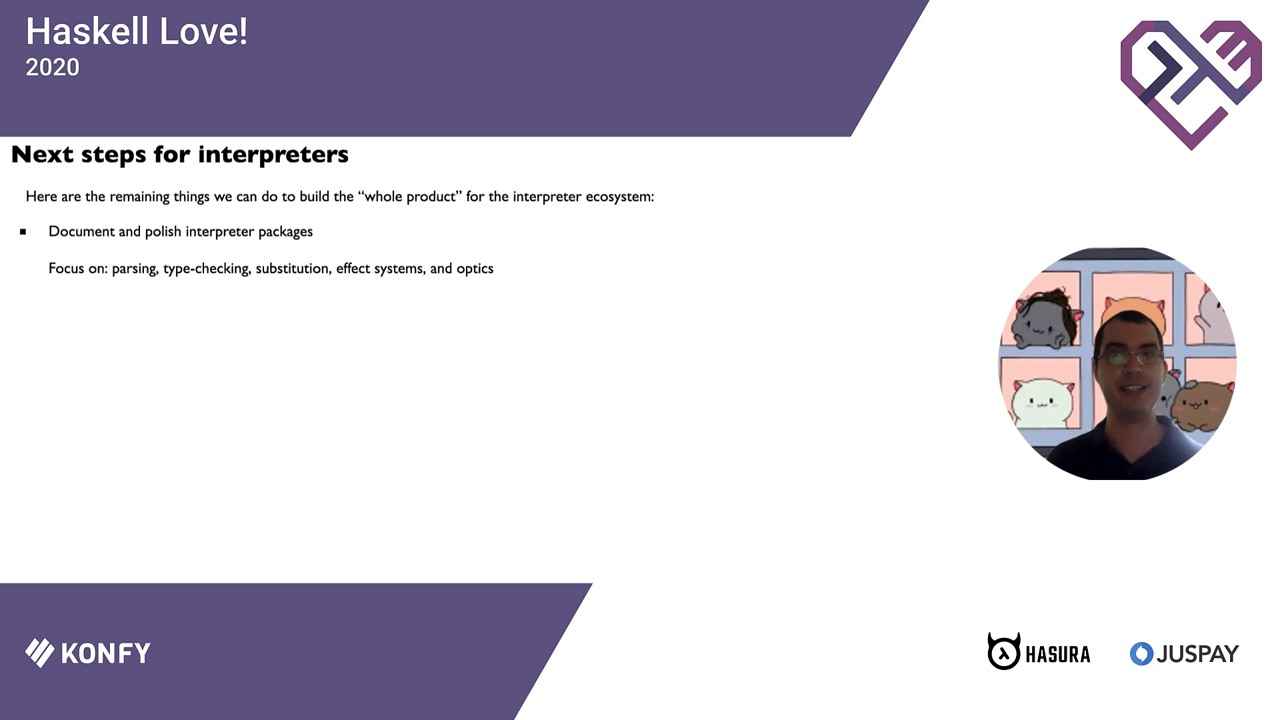 Haskell Love!
2020
Next steps for interpreters
Here are the remaining things we can do to build the “whole product” for the interpreter ecosystem:
▪ Document and polish interpreter packages
Focus on: parsing, type-checking, substitution, effect systems, and optics
KONFY
HASURA
JUSPAY